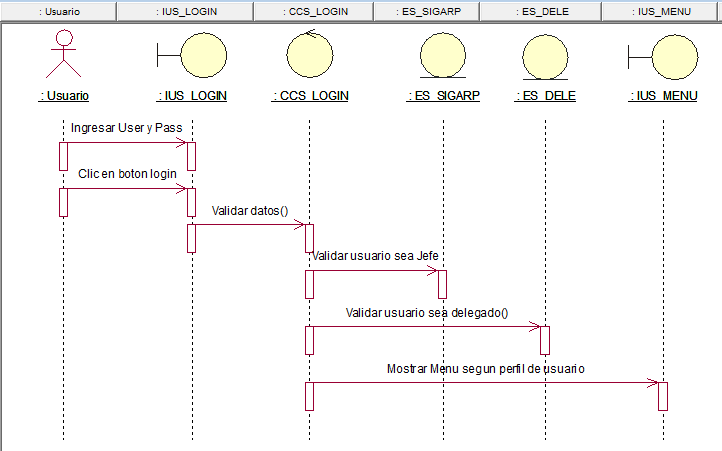 : Usuario
: IUS_LOGIN
: CCS_LOGIN
: ES_SIGARP
: ES_DELE
: IUS_MENU
: Usuario
: IUS_LOGIN
: CCS_LOGIN
: ES_SIGARP
: ES_DELE
: IUS_MENU
Ingresar User y Pass
Clic en boton login
Validar datos()
Validar usuario sea Jefe
Validar usuario sea delegado()
Mostrar Menu segun perfil de usuario